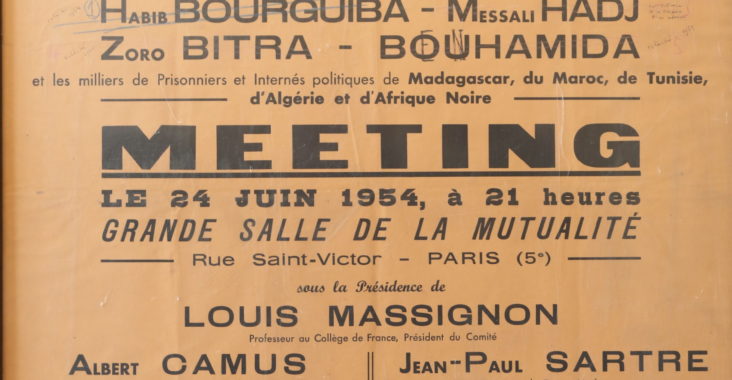 HABIB BOURGUIBA - MESSALI HADJ
ZORO BITRA - BOUHAMIDA
EN
et les milliers de Prisonniers et Internés politiques de Madagascar, du Maroc, de Tunisie,
d'Algérie et d'Afrique Noire
MEETING
LE 24 JUIN 1954, à 21 heures
GRANDE SALLE DE LA MUTUALITÉ
Rue Saint-Victor - PARIS (5°)
sous la Présidence de
LOUIS MASSIGNON
Professeur au Collège de France, Président du Comité
ALBERT CAMUS
JEAN-PAUL SARTRE